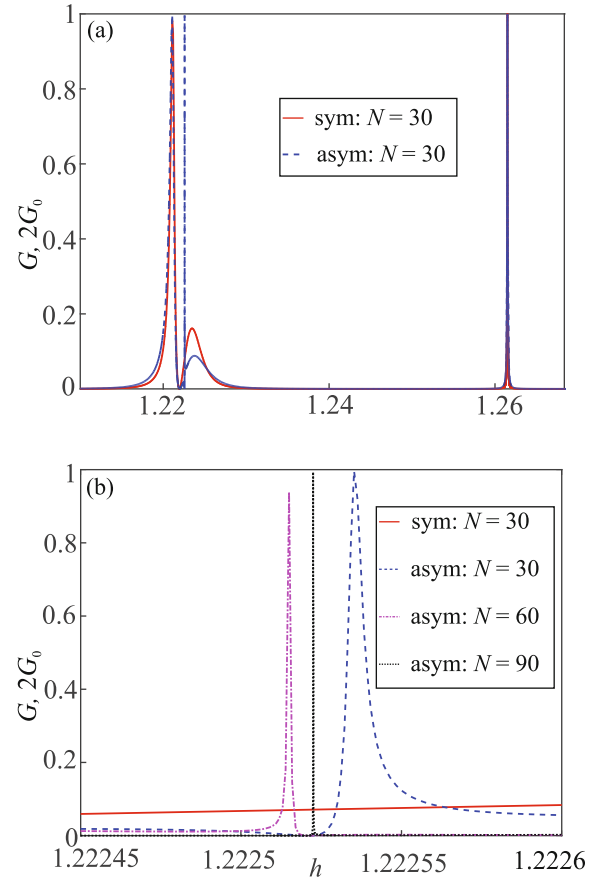 (a)
1
0.8
0.6
0.4
0.2
0
G, 2G₀
sym: N = 30
asym: N = 30
1.22
1.24
1.26
(b)
1
0.8
0.6
0.4
0.2
0
G, 2G₀
sym: N = 30
asym: N = 30
asym: N = 60
asym: N = 90
1.22245
1.2225
h
1.22255
1.2226